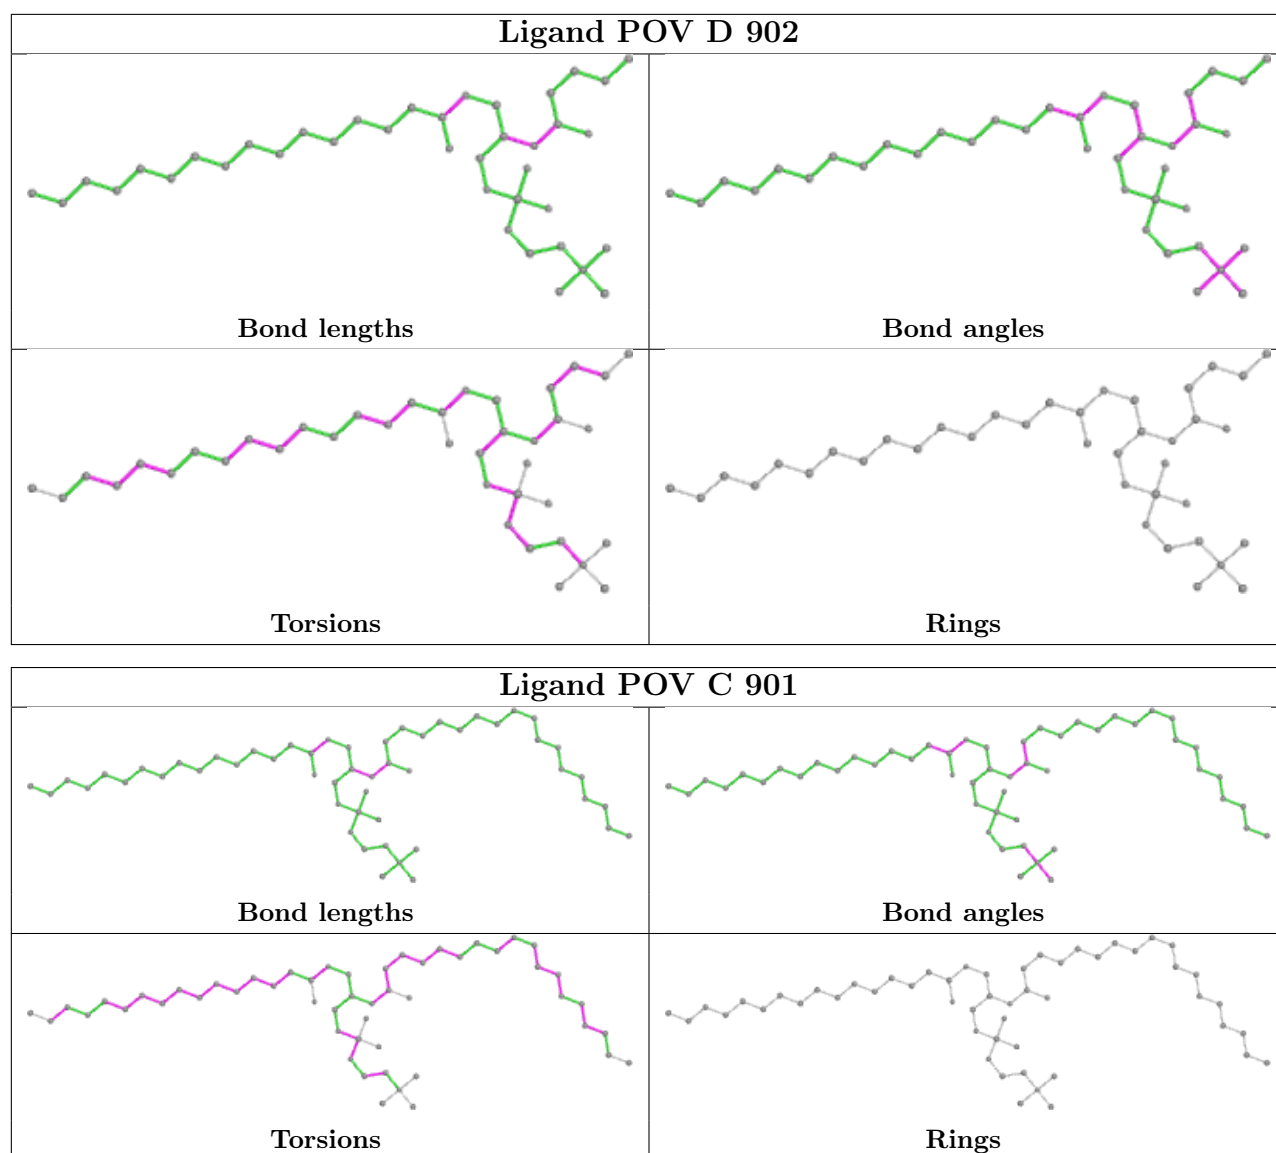 Ligand POV D 902
Bond lengths
Bond angles
Torsions
Rings
Ligand POV C 901
Bond lengths
Bond angles
Torsions
Rings